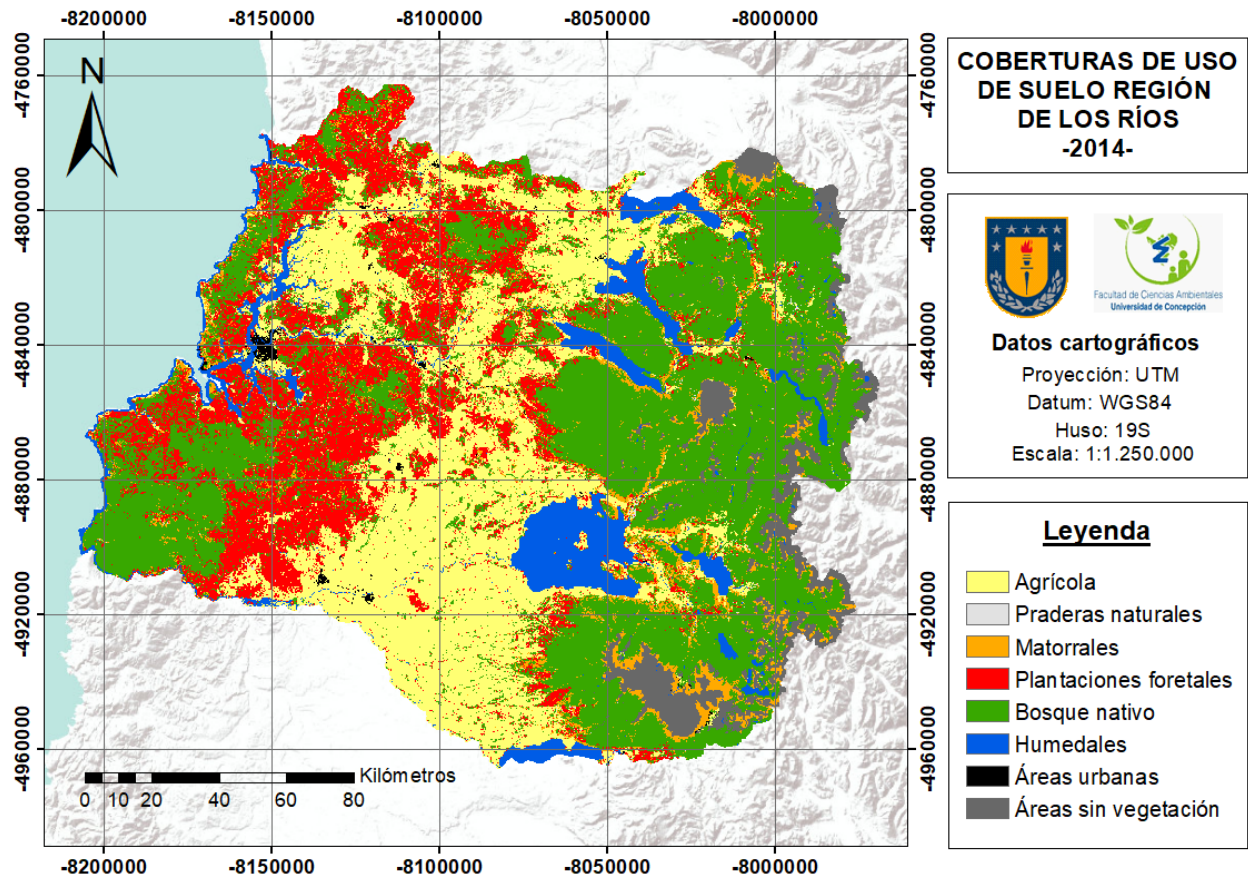 -8200000 -8150000 -8100000 -8050000 -8000000
-4760000 -4760000
-4800000 -4800000
-4840000 -4840000
-4880000 -4880000
-4920000 -4920000
-4960000 -4960000
N
Kilómetros
0 10 20 40 60 80
-8200000 -8150000 -8100000 -8050000 -8000000
COBERTURAS DE USO
DE SUELO REGIÓN
DE LOS RÍOS
-2014-
Facultad de Ciencias Ambientales
Universidad de Concepción
Datos cartográficos
Proyección: UTM
Datum: WGS84
Huso: 19S
Escala: 1:1.250.000
Leyenda
Agrícola
Praderas naturales
Matorrales
Plantaciones foretales
Bosque nativo
Humedales
Áreas urbanas
Áreas sin vegetación